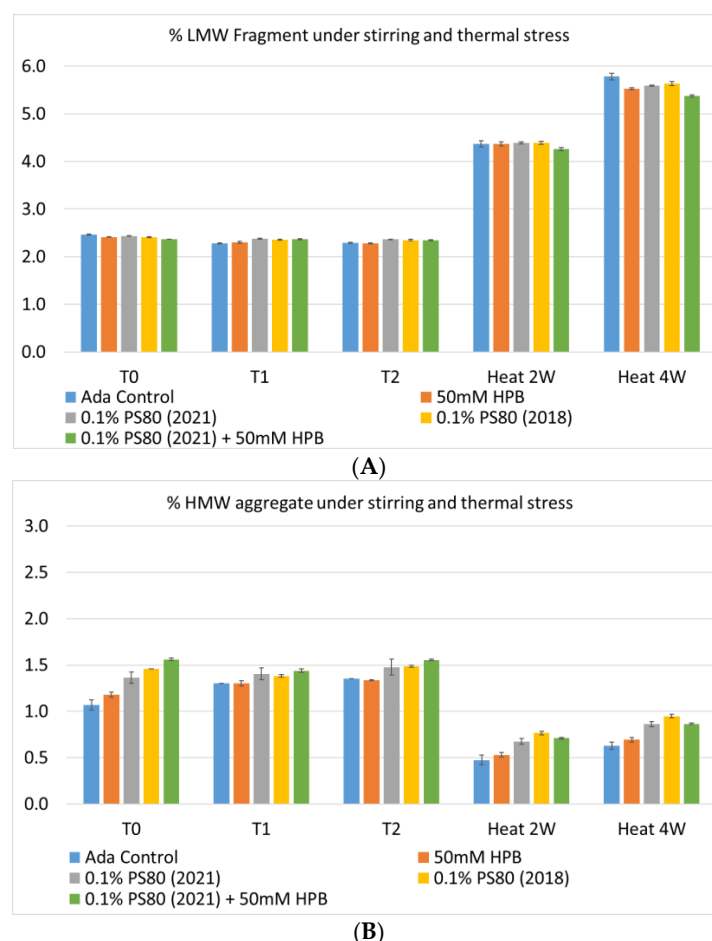 % LMW Fragment under stirring and thermal stress
6.0
5.0
4.0
3.0
2.0
1.0
0.0
T0 T1 T2 Heat 2W Heat 4W
Ada Control 50mM HPB
0.1% PS80 (2021) 0.1% PS80 (2018)
0.1% PS80 (2021) + 50mM HPB
(A)
% HMW aggregate under stirring and thermal stress
3.0
2.5
2.0
1.5
1.0
0.5
0.0
T0 T1 T2 Heat 2W Heat 4W
Ada Control 50mM HPB
0.1% PS80 (2021) 0.1% PS80 (2018)
0.1% PS80 (2021) + 50mM HPB
(B)